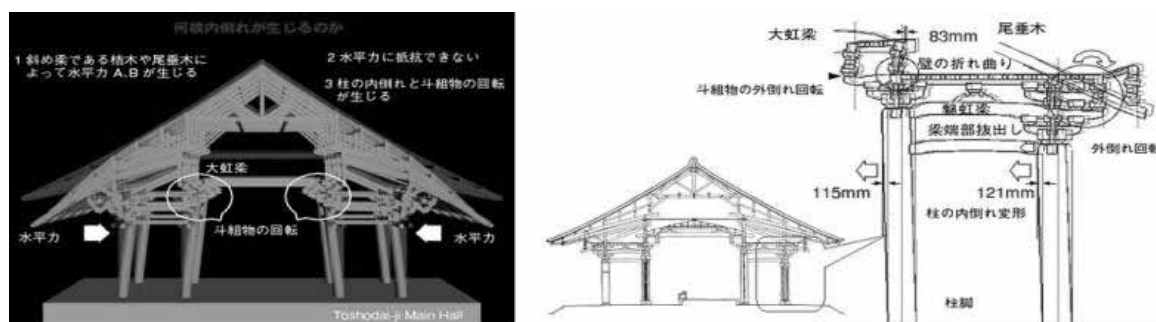 何故内倒れが生じるのか
1 斜め梁である桔木や尾垂木に
よって水平力 A.B が生じる
2 水平力に抵抗できない
3 柱の内倒れと斗組物の回転
が生じる
大虹梁
水平力
斗組物の回転
水平力
Toshodai-ji Main Hall
大虹梁
83mm
尾垂木
壁の折れ曲り
斗組物の外倒れ回転
虹梁
梁端部抜出し
外倒れ回転
115mm
121mm
柱の内倒れ変形
柱脚